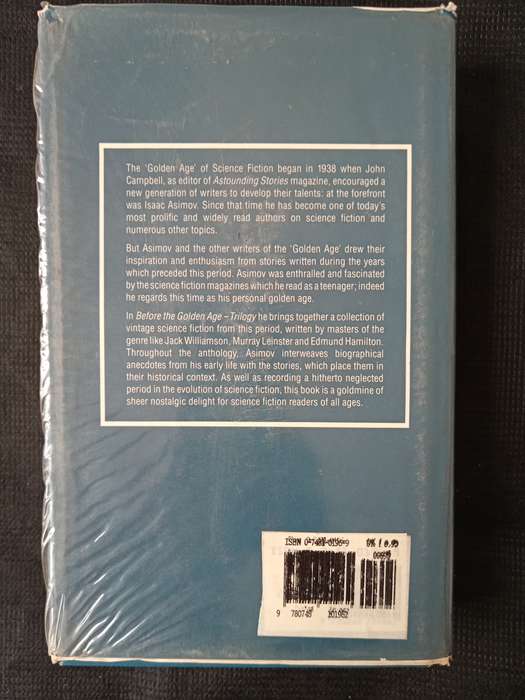 The ‘Golden Age’ of Science Fiction began in 1938 when John
Campbell, as editor of Astounding Stories magazine, encouraged a
new generation of writers to develop their talents: at the forefront
was Isaac Asimov. Since that time he has become one of today's
most prolific and widely read authors on science fiction and
numerous other topics.
But Asimov and the other writers of the ‘Golden Age’ drew their
inspiration and enthusiasm from stories written during the years
which preceded this period. Asimov was enthralled and fascinated
by the science fiction magazines which he read as a teenager; indeed
he regards this time as his personal golden age.
In Before the Golden Age – Trilogy he brings together a collection of
vintage science fiction from this period, written by masters of the
genre like Jack Williamson, Murray Leinster and Edmund Hamilton.
Throughout the anthology, Asimov interweaves biographical
anecdotes from his early life with the stories, which place them in
their historical context. As well as recording a hitherto neglected
period in the evolution of science fiction, this book is a goldmine of
sheer nostalgic delight for science fiction readers of all ages.
ISBN
9 780748 101962